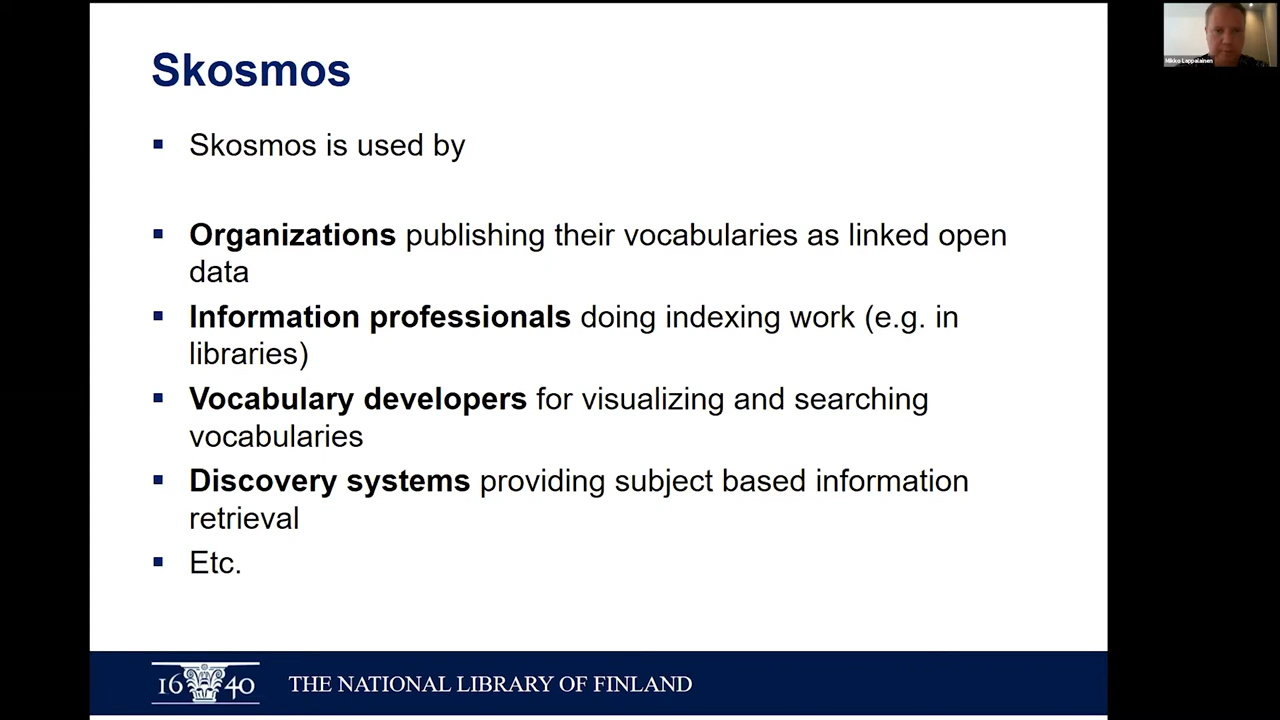 Skosmos
Mikko Lappalainen
▪ Skosmos is used by
▪ Organizations publishing their vocabularies as linked open
data
▪ Information professionals doing indexing work (e.g. in
libraries)
▪ Vocabulary developers for visualizing and searching
vocabularies
▪ Discovery systems providing subject based information
retrieval
▪ Etc.
16 40 THE NATIONAL LIBRARY OF FINLAND